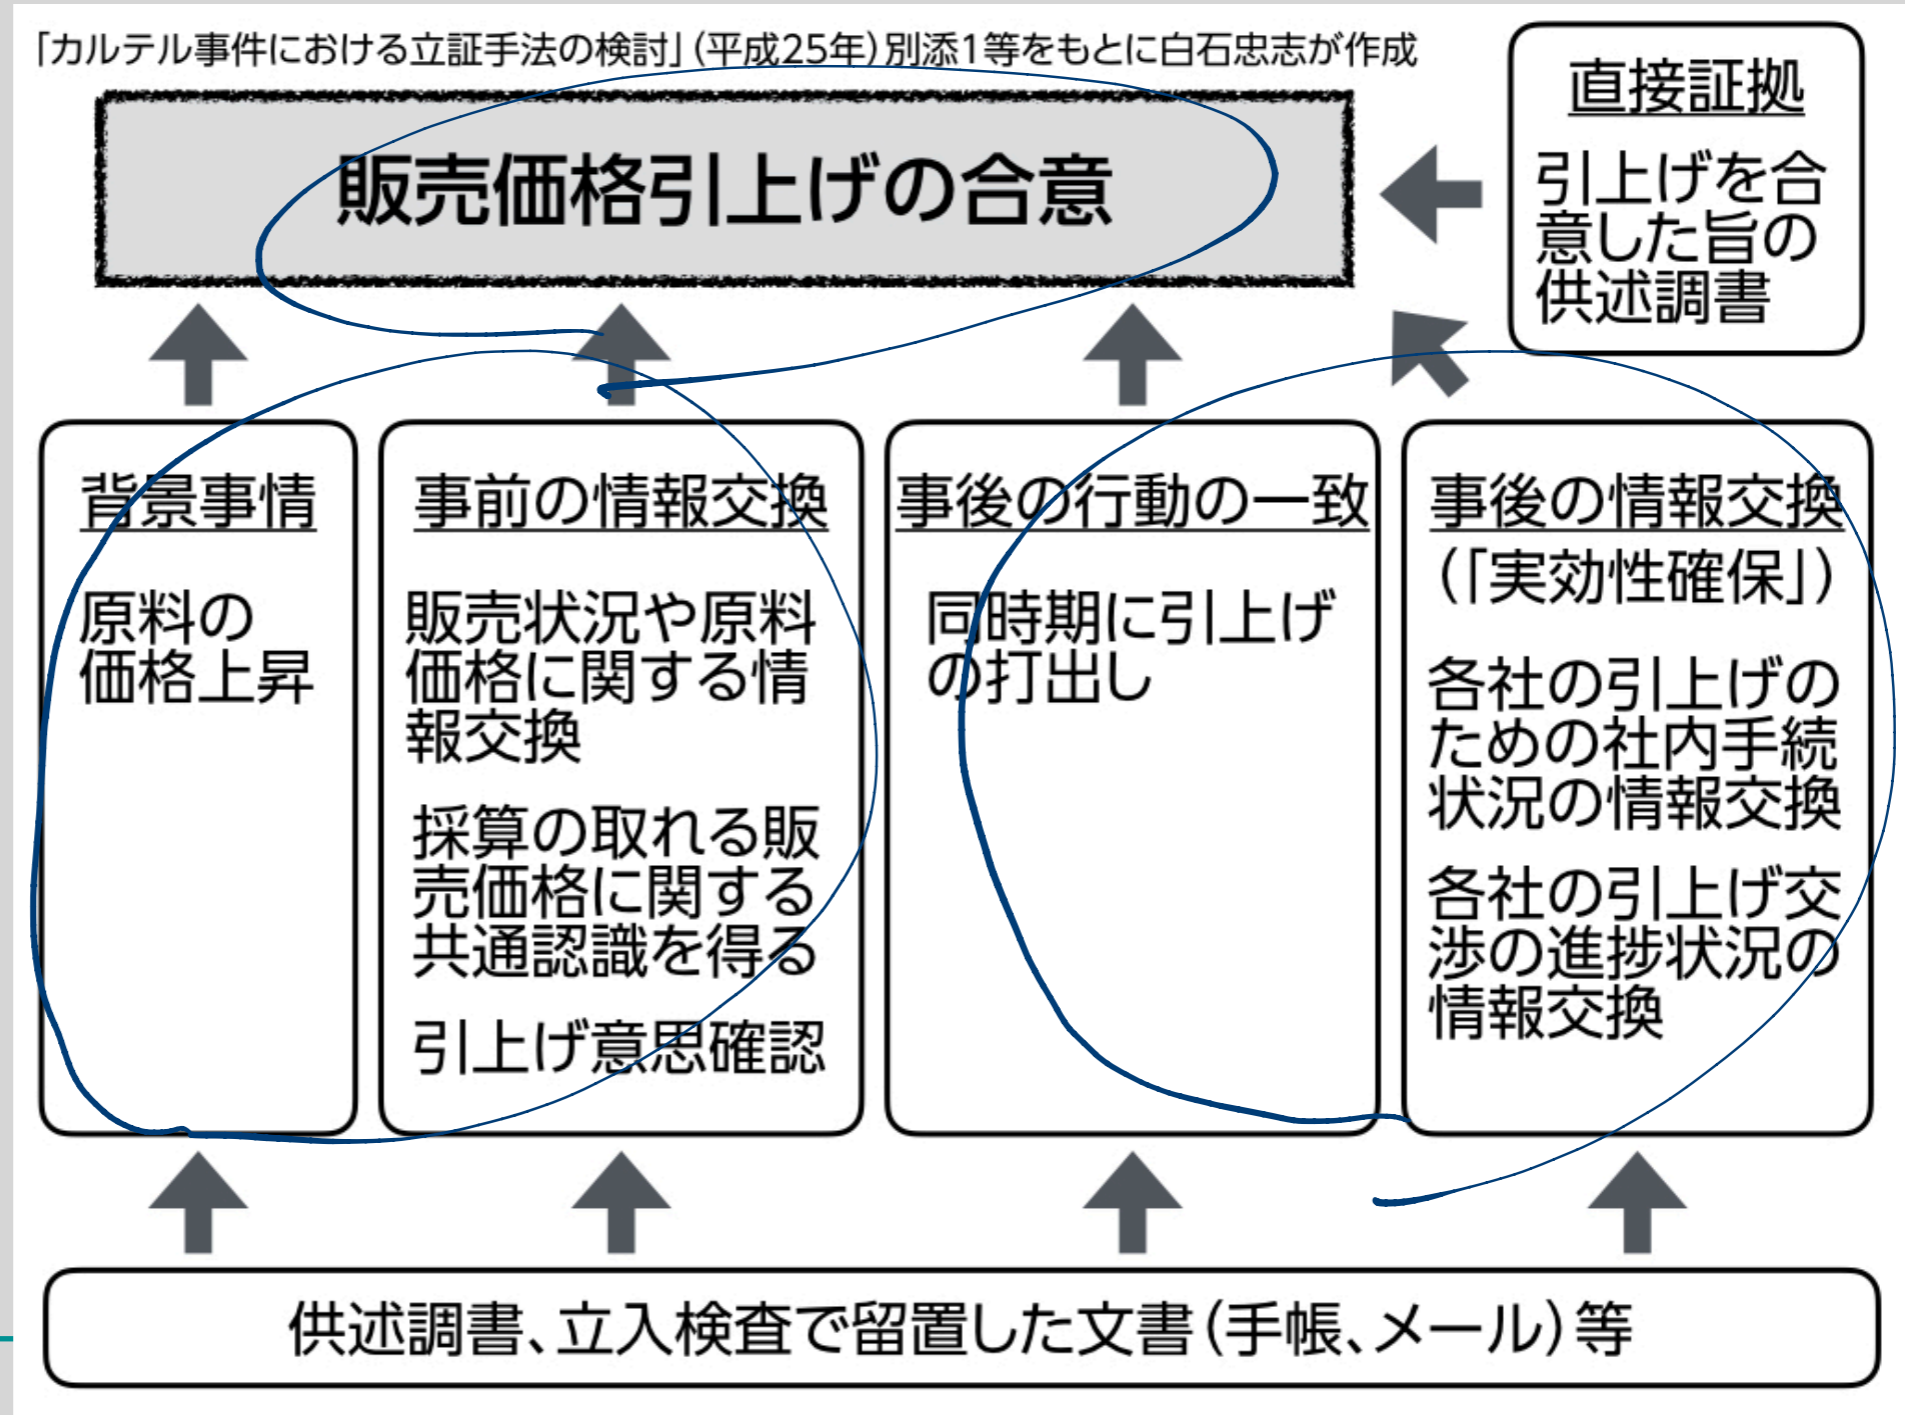 「カルテル事件における立証手法の検討」(平成25年)別添1等をもとに白石忠志が作成
販売価格引上げの合意
直接証拠
引上げを合
意した旨の
供述調書
背景事情
原料の
価格上昇
事前の情報交換
販売状況や原料
価格に関する情
報交換
採算の取れる販
売価格に関する
共通認識を得る
引上げ意思確認
事後の行動の一致
同時期に引上げ
の打出し
事後の情報交換
(「実効性確保」)
各社の引上げの
ための社内手続
状況の情報交換
各社の引上げ交
渉の進捗状況の
情報交換
供述調書、立入検査で留置した文書(手帳、メール)等